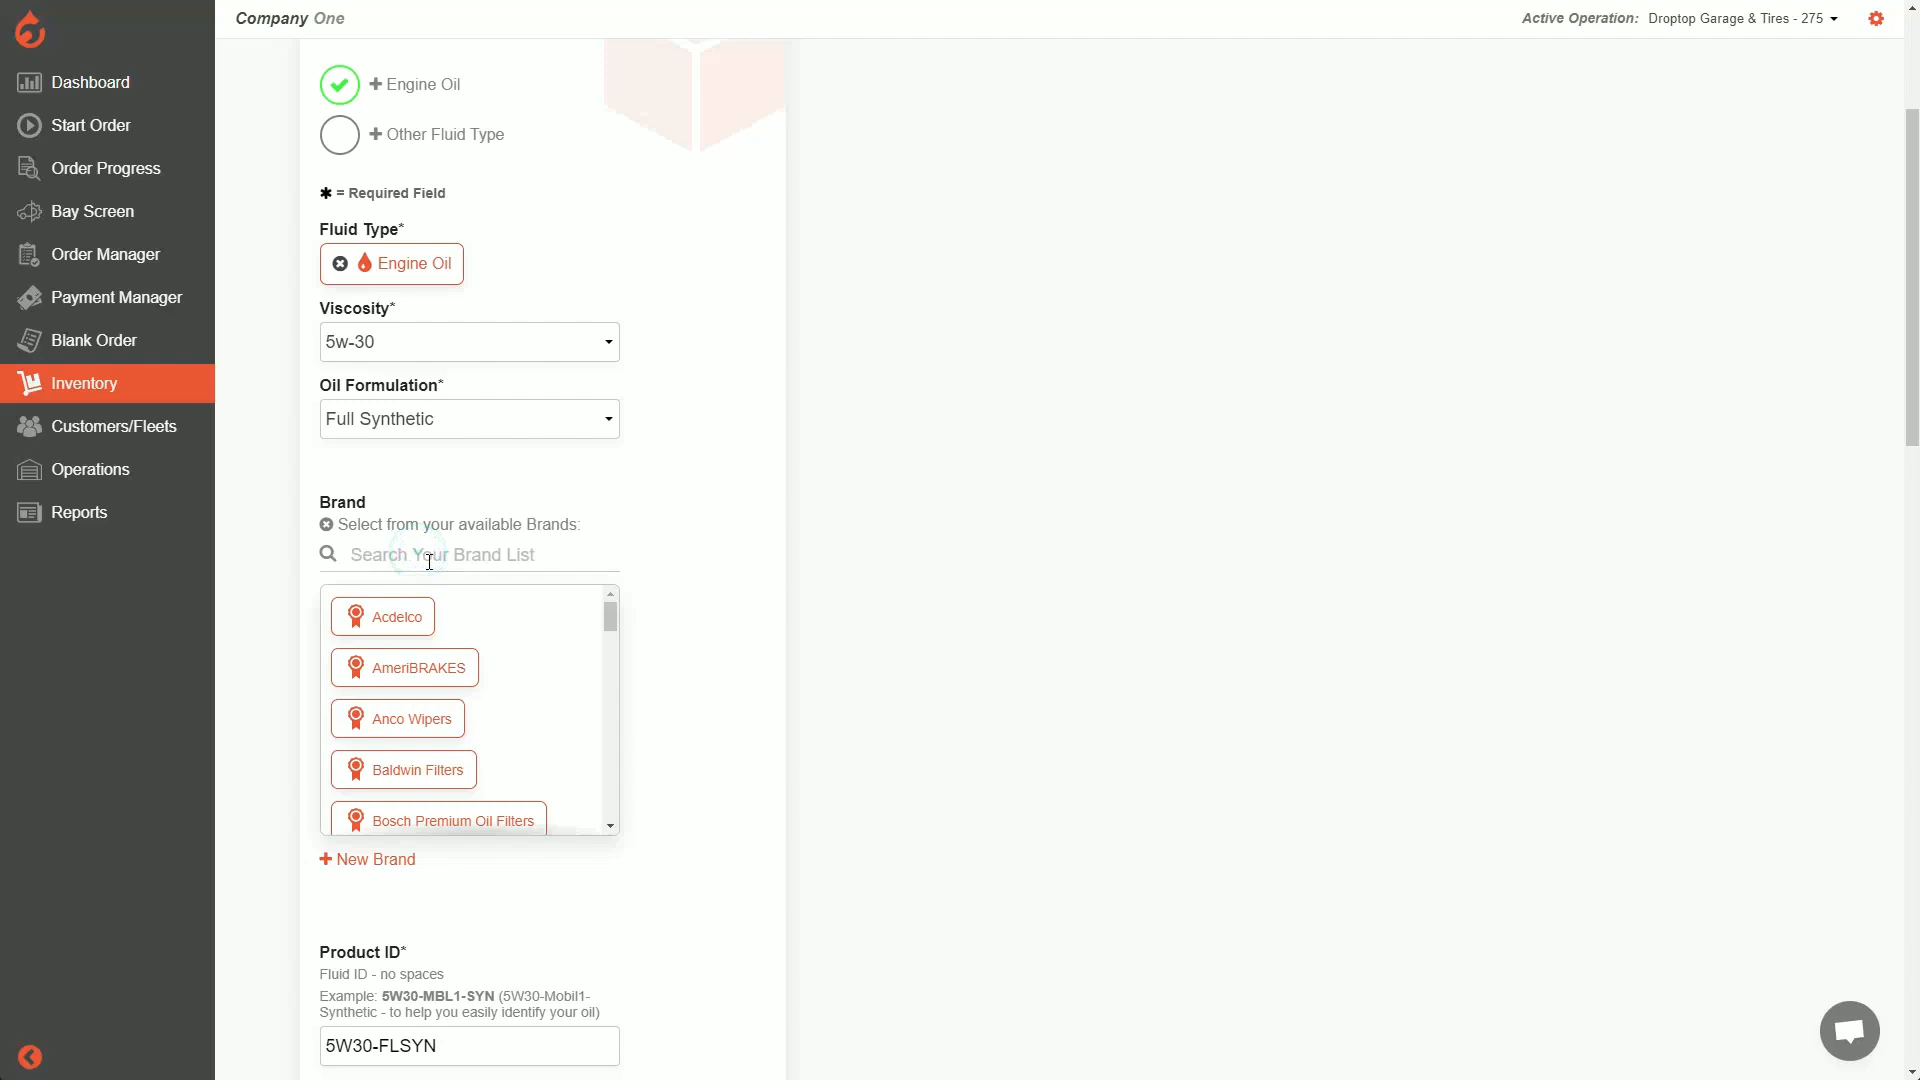 Company One
Active Operation: Droptop Garage & Tires - 275
Dashboard
Start Order
Order Progress
Bay Screen
Order Manager
Payment Manager
Blank Order
Inventory
Customers/Fleets
Operations
Reports
Engine Oil
Other Fluid Type
✱ = Required Field
Fluid Type*
Engine Oil
Viscosity*
5w-30
Oil Formulation*
Full Synthetic
Brand
Select from your available Brands:
Search Your Brand List
Acdelco
AmeriBRAKES
Anco Wipers
Baldwin Filters
Bosch Premium Oil Filters
New Brand
Product ID*
Fluid ID - no spaces
Example: 5W30-MBL1-SYN (5W30-Mobil1-
Synthetic - to help you easily identify your oil)
5W30-FLSYN